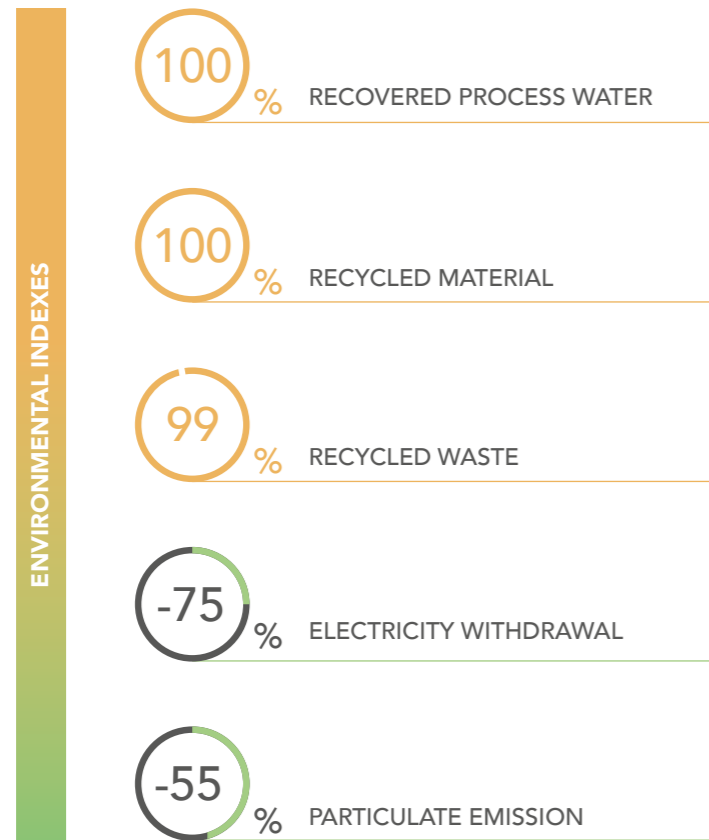 ENVIRONMENTAL INDEXES
100
% RECOVERED PROCESS WATER
100
% RECYCLED MATERIAL
99
% RECYCLED WASTE
-75
% ELECTRICITY WITHDRAWAL
-55
% PARTICULATE EMISSION